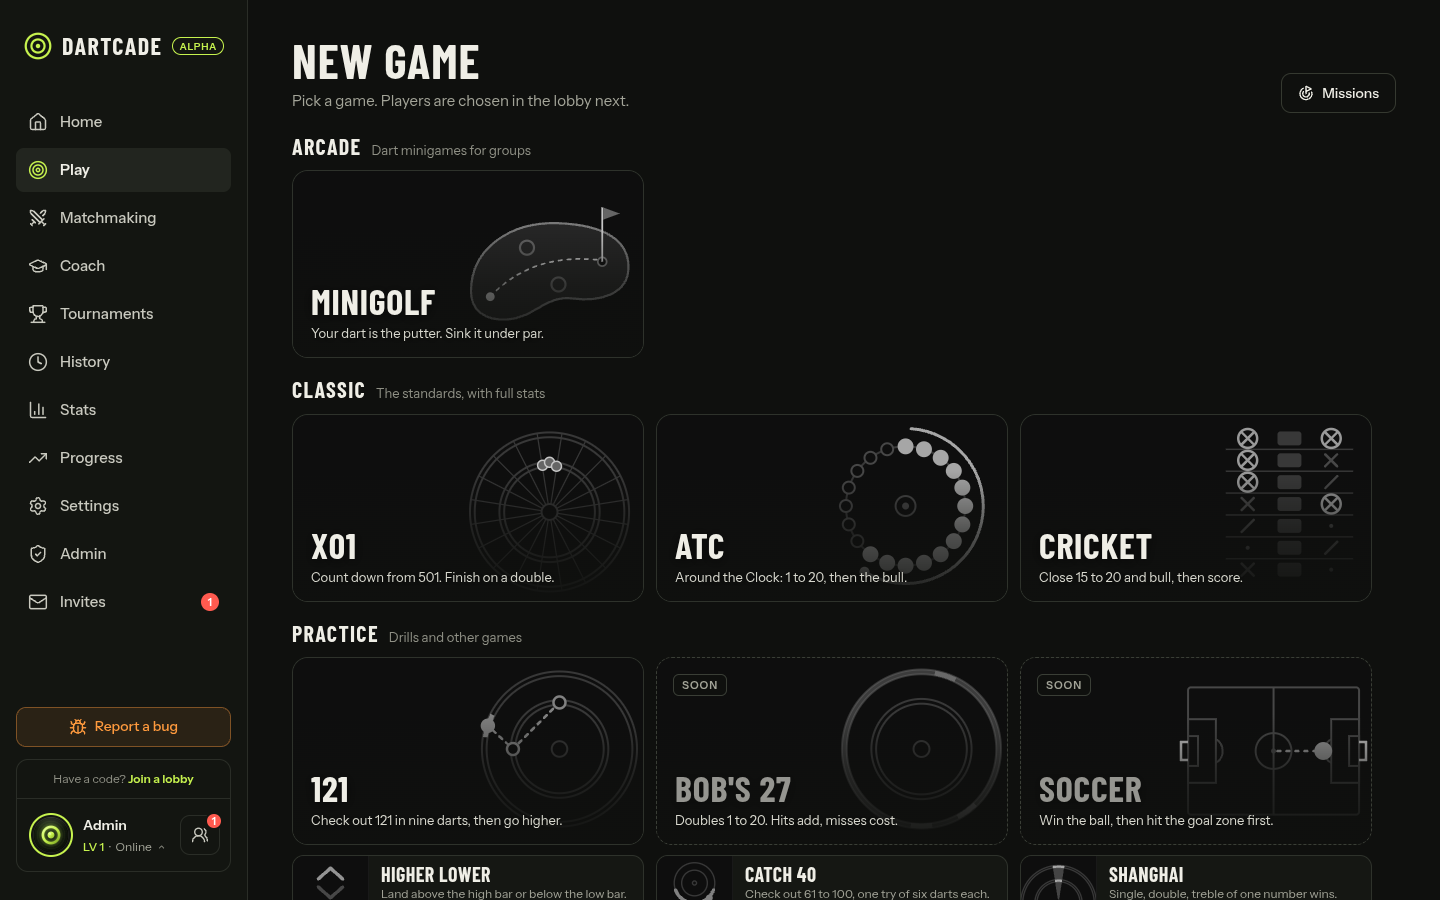 DARTCADE ALPHA
Home
Play
Matchmaking
Coach
Tournaments
History
Stats
Progress
Settings
Admin
Invites 1
Report a bug
Have a code? Join a lobby
Admin
LV 1 · Online
1
NEW GAME
Pick a game. Players are chosen in the lobby next.
Missions
ARCADE Dart minigames for groups
MINIGOLF
Your dart is the putter. Sink it under par.
CLASSIC The standards, with full stats
X01
Count down from 501. Finish on a double.
ATC
Around the Clock: 1 to 20, then the bull.
CRICKET
Close 15 to 20 and bull, then score.
PRACTICE Drills and other games
121
Check out 121 in nine darts, then go higher.
SOON
BOB'S 27
Doubles 1 to 20. Hits add, misses cost.
SOON
SOCCER
Win the ball, then hit the goal zone first.
HIGHER LOWER
Land above the high bar or below the low bar.
CATCH 40
Check out 61 to 100, one try of six darts each.
SHANGHAI
Single, double, treble of one number wins.